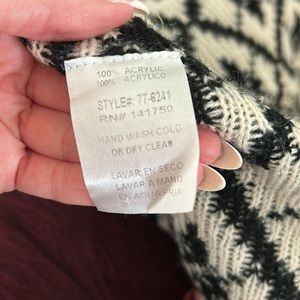 100% ACRYLIC
100% ACRYLICO
STYLE#: 77-6241
RN# 141750
HAND WASH COLD
OR DRY CLEAN
LAVAR EN SECO
LAVAR A MANO
EN AGUA FRIA